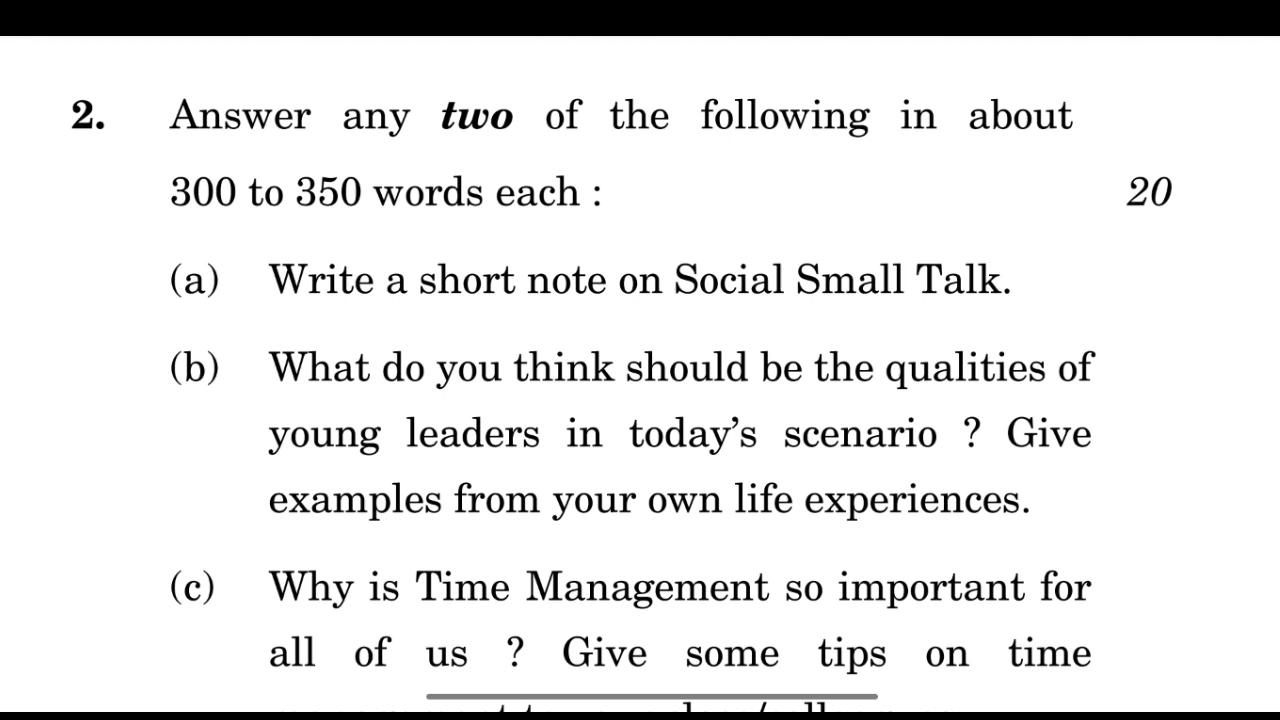 2. Answer any two of the following in about
300 to 350 words each : 20
(a) Write a short note on Social Small Talk.
(b) What do you think should be the qualities of
young leaders in today’s scenario ? Give
examples from your own life experiences.
(c) Why is Time Management so important for
all of us ? Give some tips on time